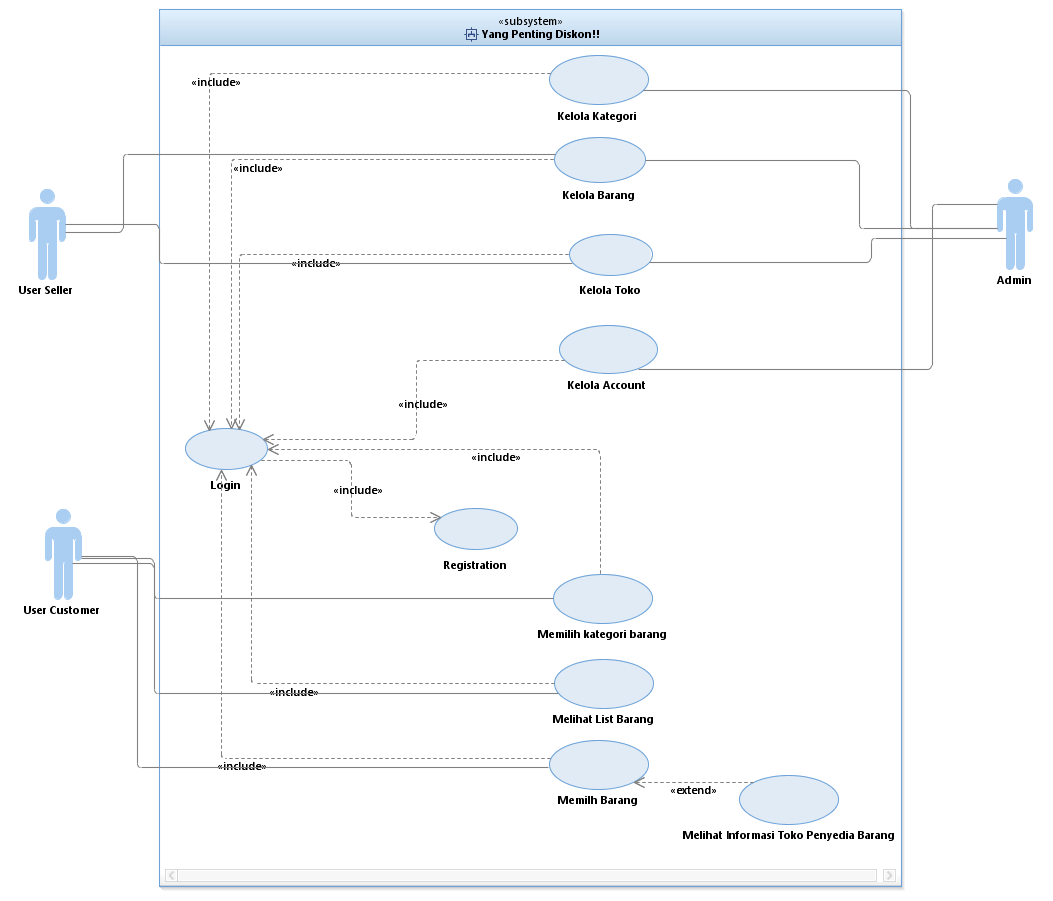 «subsystem»
Yang Penting Diskon!!
«include»
Kelola Kategori
«include»
Kelola Barang
User Seller
«include»
Kelola Toko
Admin
Kelola Account
«include»
«include»
Login
«include»
Registration
User Customer
Memilih kategori barang
«include»
Melihat List Barang
«include»
Memilh Barang
«extend»
Melihat Informasi Toko Penyedia Barang